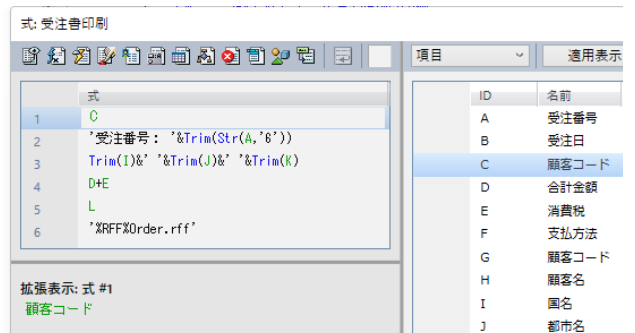 式: 受注書印刷
項目
適用表示
式
1 C
2 '受注番号： '&Trim(Str(A,'6'))
3 Trim(I)&' '&Trim(J)&' '&Trim(K)
4 D+E
5 L
6 '%RFF%Order.rff'
拡張表示: 式 #1
顧客コード
ID 名前
A 受注番号
B 受注日
C 顧客コード
D 合計金額
E 消費税
F 支払方法
G 顧客コード
H 顧客名
I 国名
J 都市名